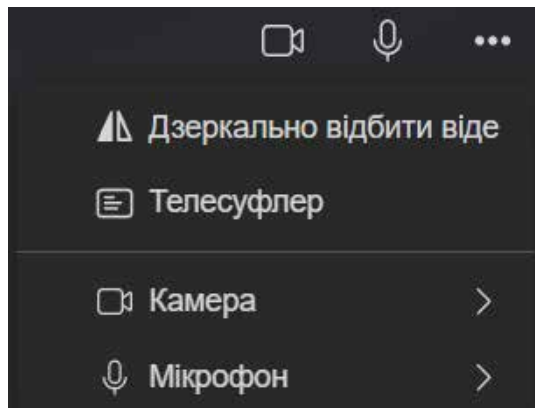 Дзеркально відбити віде
Телесуфлер
Камера
Мікрофон